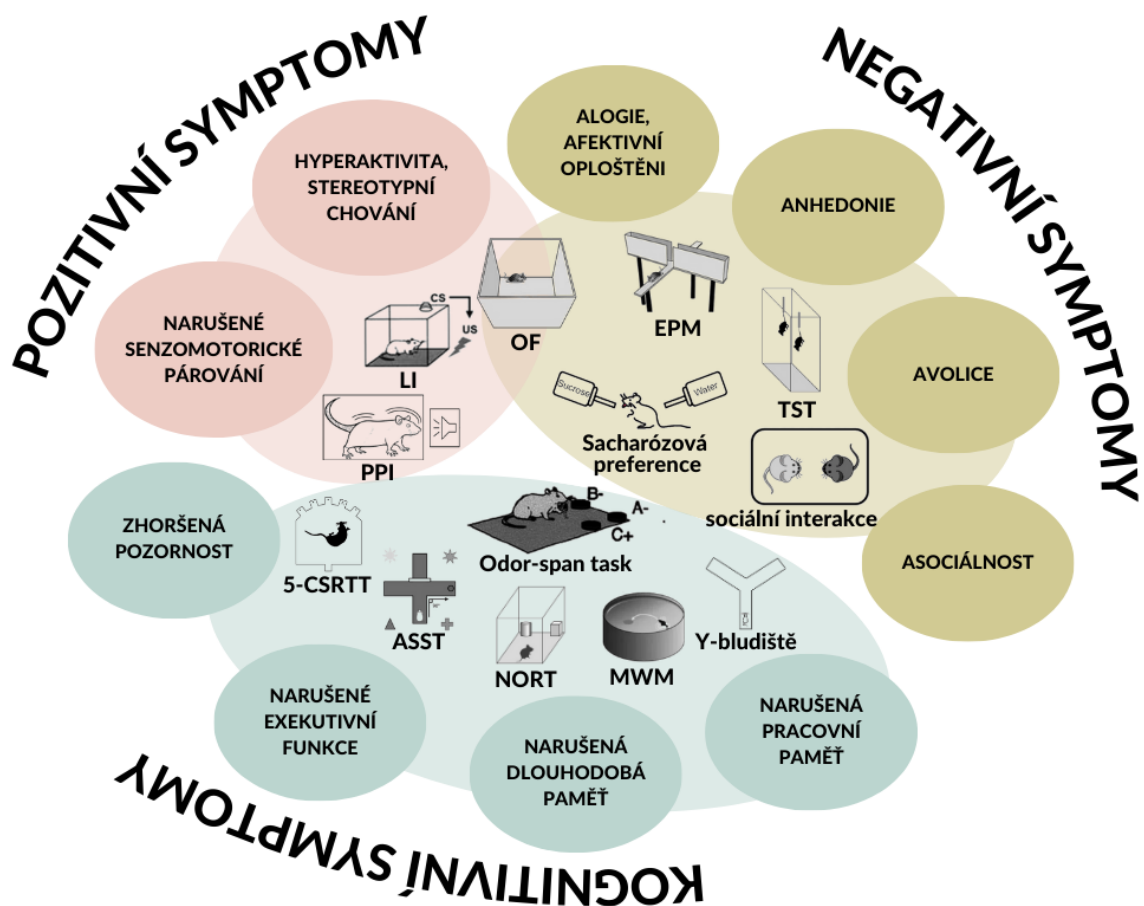 POZITIVNÍ SYMPTOMY
NEGATIVNÍ SYMPTOMY
HYPERAKTIVITA,
STEREOTYPNÍ
CHOVÁNÍ
ALOGIE,
AFEKTIVNÍ
OPLOŠTĚNI
ANHEDONIE
NARUŠENÉ
SENZOMOTORICKÉ
PÁROVÁNÍ
CS
US
LI
OF
EPM
TST
AVOLICE
PPI
Sucrose
Water
Sacharózová
preference
sociální interakce
ZHORŠENÁ
POZORNOST
5-CSRTT
B-
A-
C+
Odor-span task
ASOCIÁLNOST
ASST
NORT
MWM
Y-bludiště
NARUŠENÉ
EXEKUTIVNÍ
FUNKCE
NARUŠENÁ
DLOUHODOBÁ
PAMĚŤ
NARUŠENÁ
PRACOVNÍ
PAMĚŤ
KOGNITIVNÍ SYMPTOMY